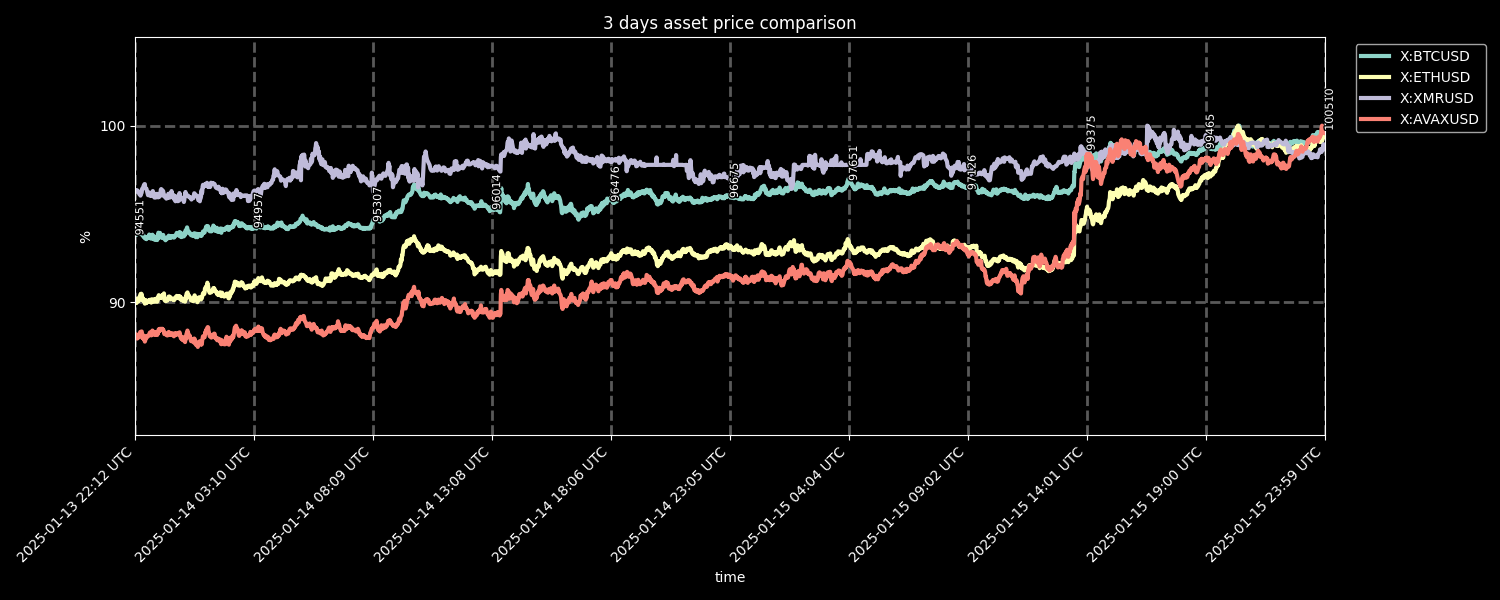 3 days asset price comparison
X:BTCUSD
X:ETHUSD
X:XMRUSD
X:AVAXUSD
100
90
%
94551
94957
95307
96014
96476
96675
97651
97126
99375
99465
100510
2025-01-13 22:12 UTC
2025-01-14 03:10 UTC
2025-01-14 08:09 UTC
2025-01-14 13:08 UTC
2025-01-14 18:06 UTC
2025-01-14 23:05 UTC
2025-01-15 04:04 UTC
2025-01-15 09:02 UTC
2025-01-15 14:01 UTC
2025-01-15 19:00 UTC
2025-01-15 23:59 UTC
time